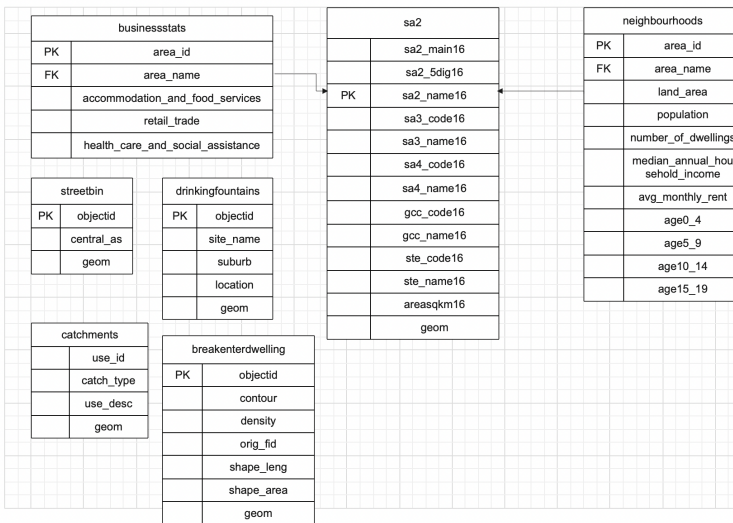 businessstats
PK area_id
FK area_name
accommodation_and_food_services
retail_trade
health_care_and_social_assistance
sa2
sa2_main16
sa2_5dig16
PK sa2_name16
sa3_code16
sa3_name16
sa4_code16
sa4_name16
gcc_code16
gcc_name16
ste_code16
ste_name16
areasqkm16
geom
neighbourhoods
PK area_id
FK area_name
land_area
population
number_of_dwellings
median_annual_hou
sehold_income
avg_monthly_rent
age0_4
age5_9
age10_14
age15_19
streetbin
PK objectid
central_as
geom
drinkingfountains
PK objectid
site_name
suburb
location
geom
catchments
use_id
catch_type
use_desc
geom
breakenterdwelling
PK objectid
contour
density
orig_fid
shape_leng
shape_area
geom